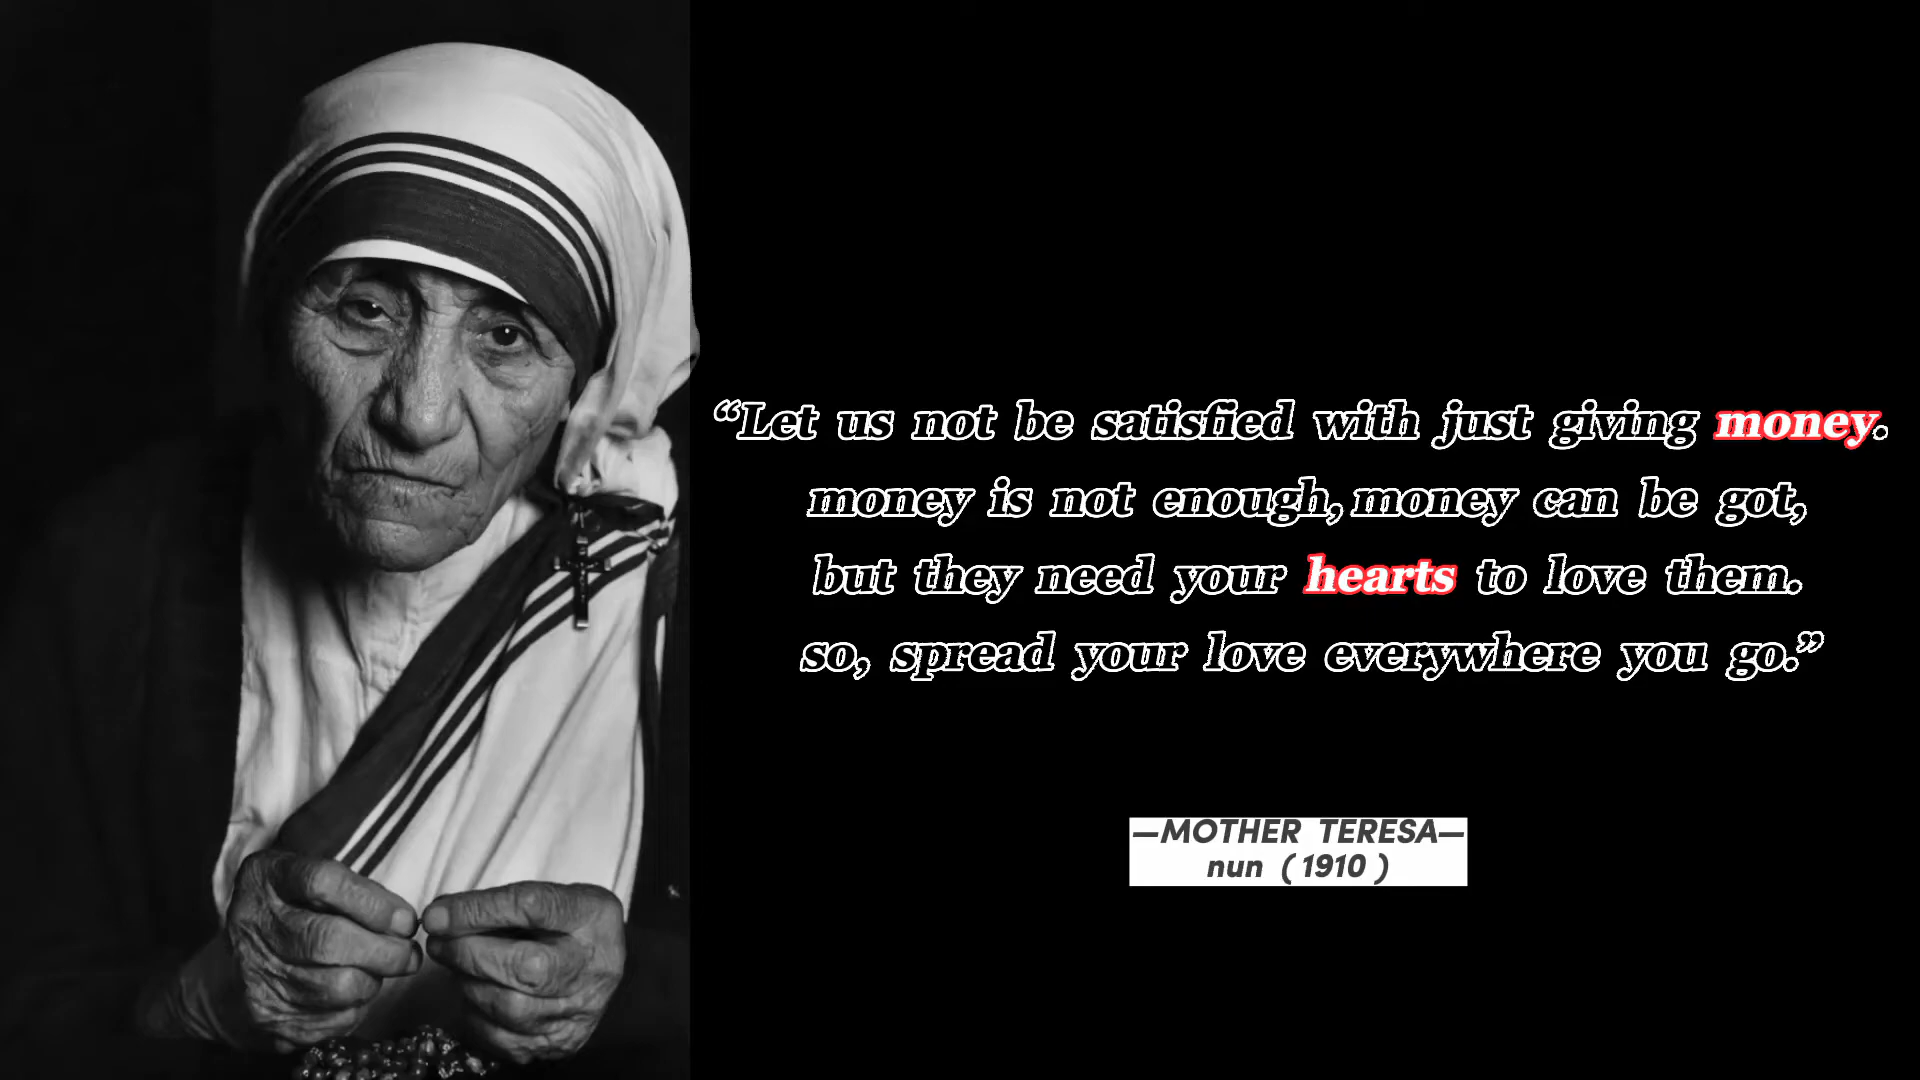 “Let us not be satisfied with just giving money.
money is not enough, money can be got,
but they need your hearts to love them.
so, spread your love everywhere you go.”
—MOTHER TERESA—
nun ( 1910 )